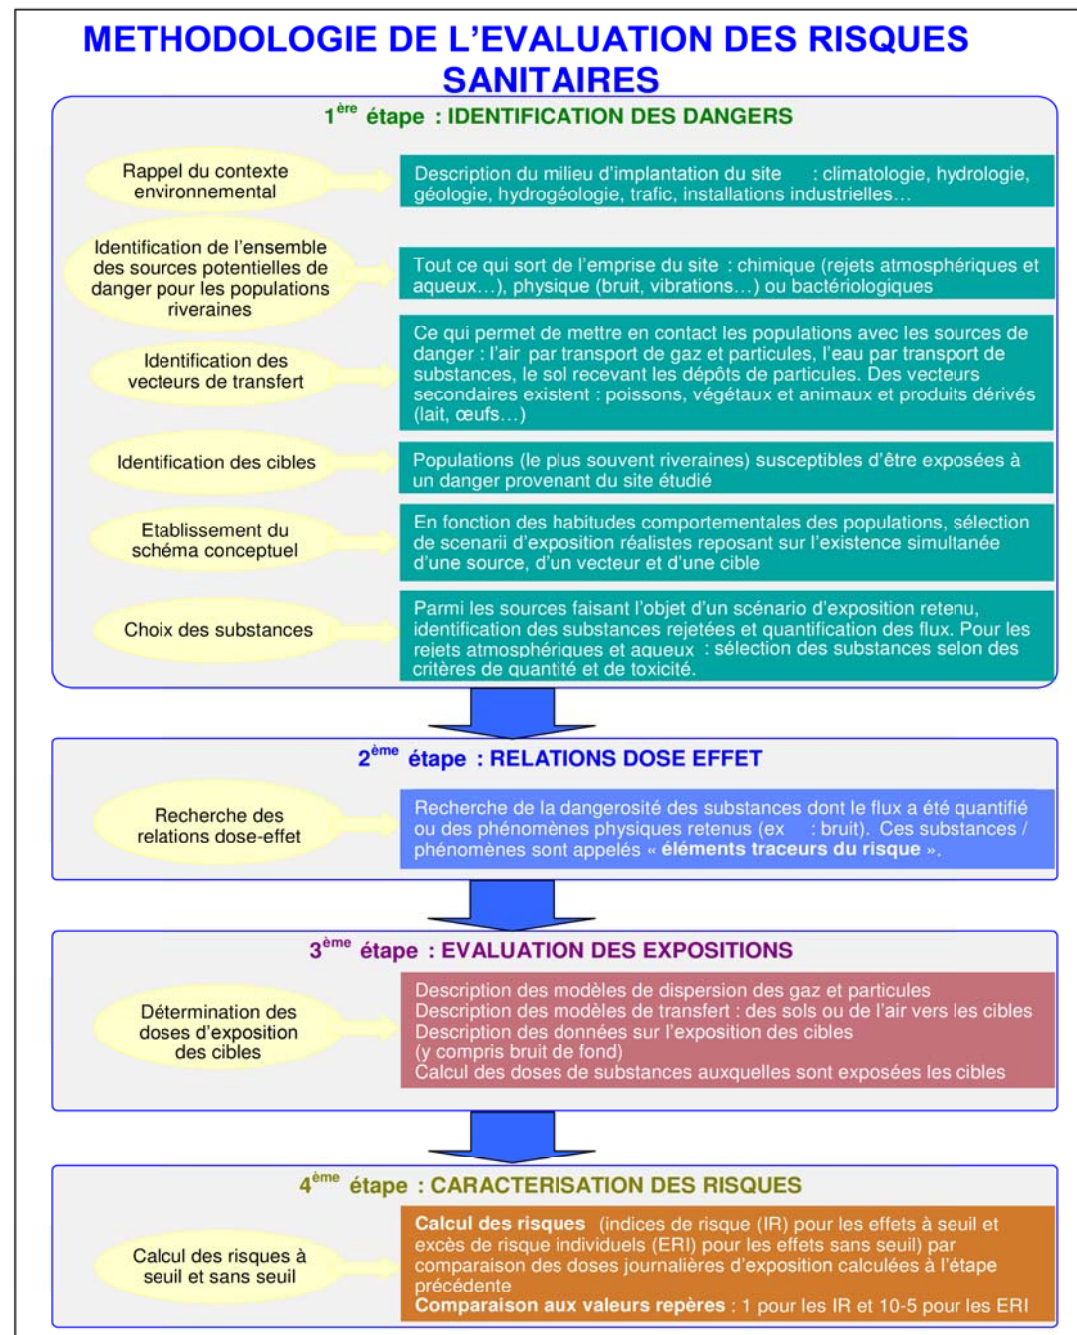 METHODOLOGIE DE L'EVALUATION DES RISQUES
SANITAIRES
1ère étape : IDENTIFICATION DES DANGERS
Rappel du contexte
environnemental
Description du milieu d'implantation du site : climatologie, hydrologie,
géologie, hydrogéologie, trafic, installations industrielles…
Identification de l'ensemble
des sources potentielles de
danger pour les populations
riveraines
Tout ce qui sort de l'emprise du site : chimique (rejets atmosphériques et
aqueux…), physique (bruit, vibrations…) ou bactériologiques
Identification des
vecteurs de transfert
Ce qui permet de mettre en contact les populations avec les sources de
danger : l'air par transport de gaz et particules, l'eau par transport de
substances, le sol recevant les dépôts de particules. Des vecteurs
secondaires existent : poissons, végétaux et animaux et produits dérivés
(lait, œufs…)
Identification des cibles
Populations (le plus souvent riveraines) susceptibles d'être exposées à
un danger provenant du site étudié
Etablissement du
schéma conceptuel
En fonction des habitudes comportementales des populations, sélection
de scenarii d'exposition réalistes reposant sur l'existence simultanée
d'une source, d'un vecteur et d'une cible
Choix des substances
Parmi les sources faisant l'objet d'un scénario d'exposition retenu,
identification des substances rejetées et quantification des flux. Pour les
rejets atmosphériques et aqueux : sélection des substances selon des
critères de quantité et de toxicité.
2ème étape : RELATIONS DOSE EFFET
Recherche des
relations dose-effet
Recherche de la dangerosité des substances dont le flux a été quantifié
ou des phénomènes physiques retenus (ex : bruit). Ces substances /
phénomènes sont appelés « éléments traceurs du risque ».
3ème étape : EVALUATION DES EXPOSITIONS
Détermination des
doses d'exposition
des cibles
Description des modèles de dispersion des gaz et particules
Description des modèles de transfert : des sols ou de l'air vers les cibles
Description des données sur l'exposition des cibles
(y compris bruit de fond)
Calcul des doses de substances auxquelles sont exposées les cibles
4ème étape : CARACTERISATION DES RISQUES
Calcul des risques à
seuil et sans seuil
Calcul des risques (indices de risque (IR) pour les effets à seuil et
excès de risque individuels (ERI) pour les effets sans seuil) par
comparaison des doses journalières d'exposition calculées à l'étape
précédente
Comparaison aux valeurs repères : 1 pour les IR et 10-5 pour les ERI